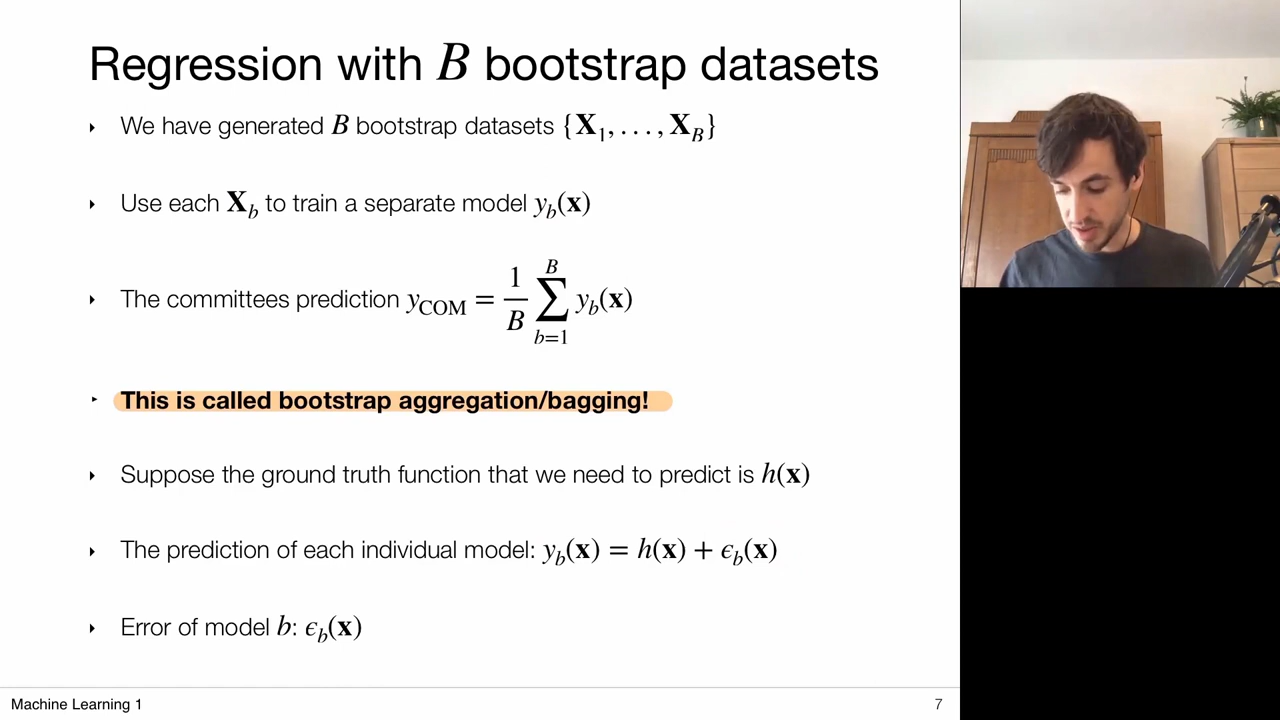 Regression with B bootstrap datasets
‣ We have generated B bootstrap datasets {X₁, . . . , X_B}
‣ Use each X_b to train a separate model y_b(x)
‣ The committees prediction y_COM = \frac{1}{B} \sum_{b=1}^{B} y_b(x)
‣ This is called bootstrap aggregation/bagging!
‣ Suppose the ground truth function that we need to predict is h(x)
‣ The prediction of each individual model: y_b(x) = h(x) + ϵ_b(x)
‣ Error of model b: ϵ_b(x)
Machine Learning 1
7